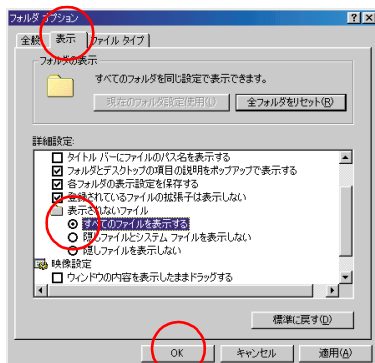 フォルダ オプション
全般 表示 ファイル タイプ
フォルダの表示
すべてのフォルダを同じ設定で表示できます。
現在のフォルダ設定を使用(L) 全フォルダをリセット(R)
詳細設定:
タイトル バーにファイルのパス名を表示する
フォルダとデスクトップの項目の説明をポップアップで表示する
各フォルダの表示設定を保存する
登録されているファイルの拡張子は表示しない
表示されないファイル
すべてのファイルを表示する
隠しファイルとシステム ファイルを表示しない
隠しファイルを表示しない
映像設定
ウィンドウの内容を表示したままドラッグする
標準に戻す(D)
OK キャンセル 適用(A)